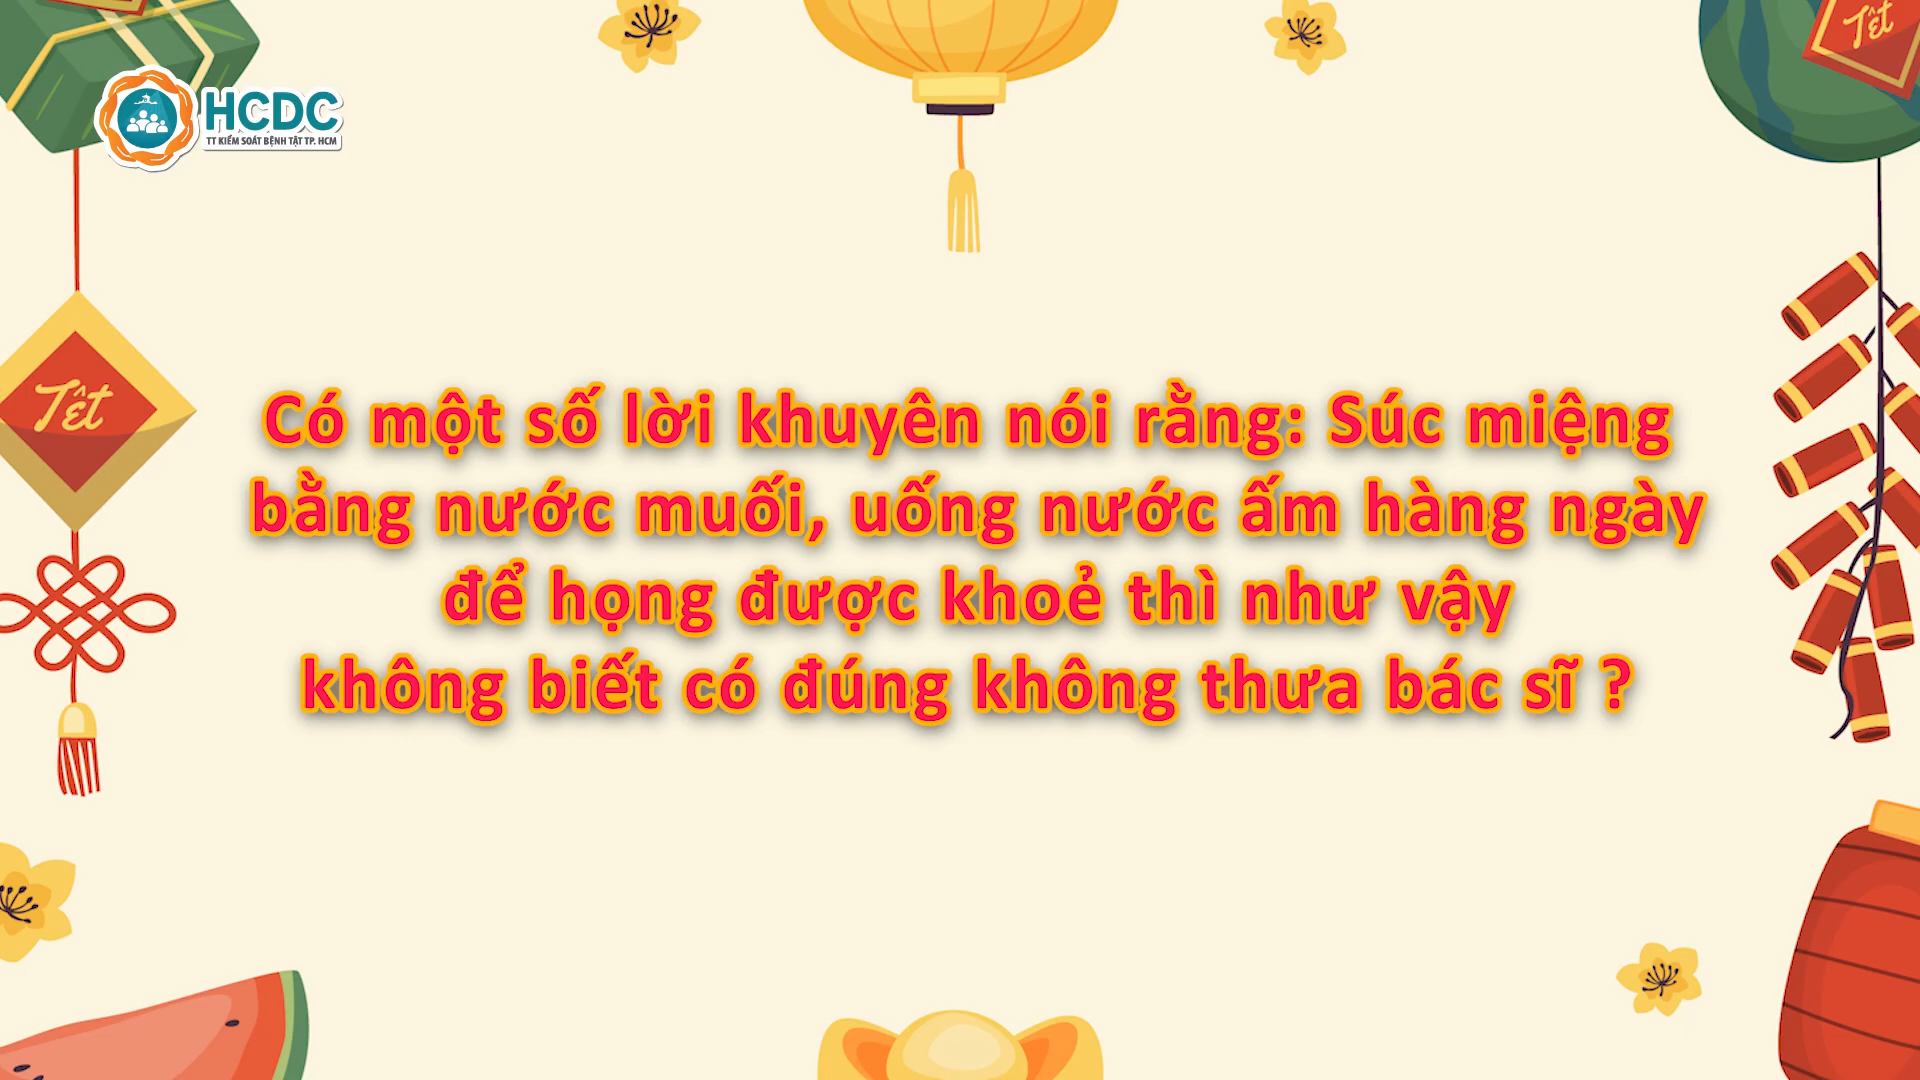 HCDC
TT KIỂM SOÁT BỆNH TẬT TP. HCM
Tết
Tết
Có một số lời khuyên nói rằng: Súc miệng
bằng nước muối, uống nước ấm hàng ngày
để họng được khoẻ thì như vậy
không biết có đúng không thưa bác sĩ ?